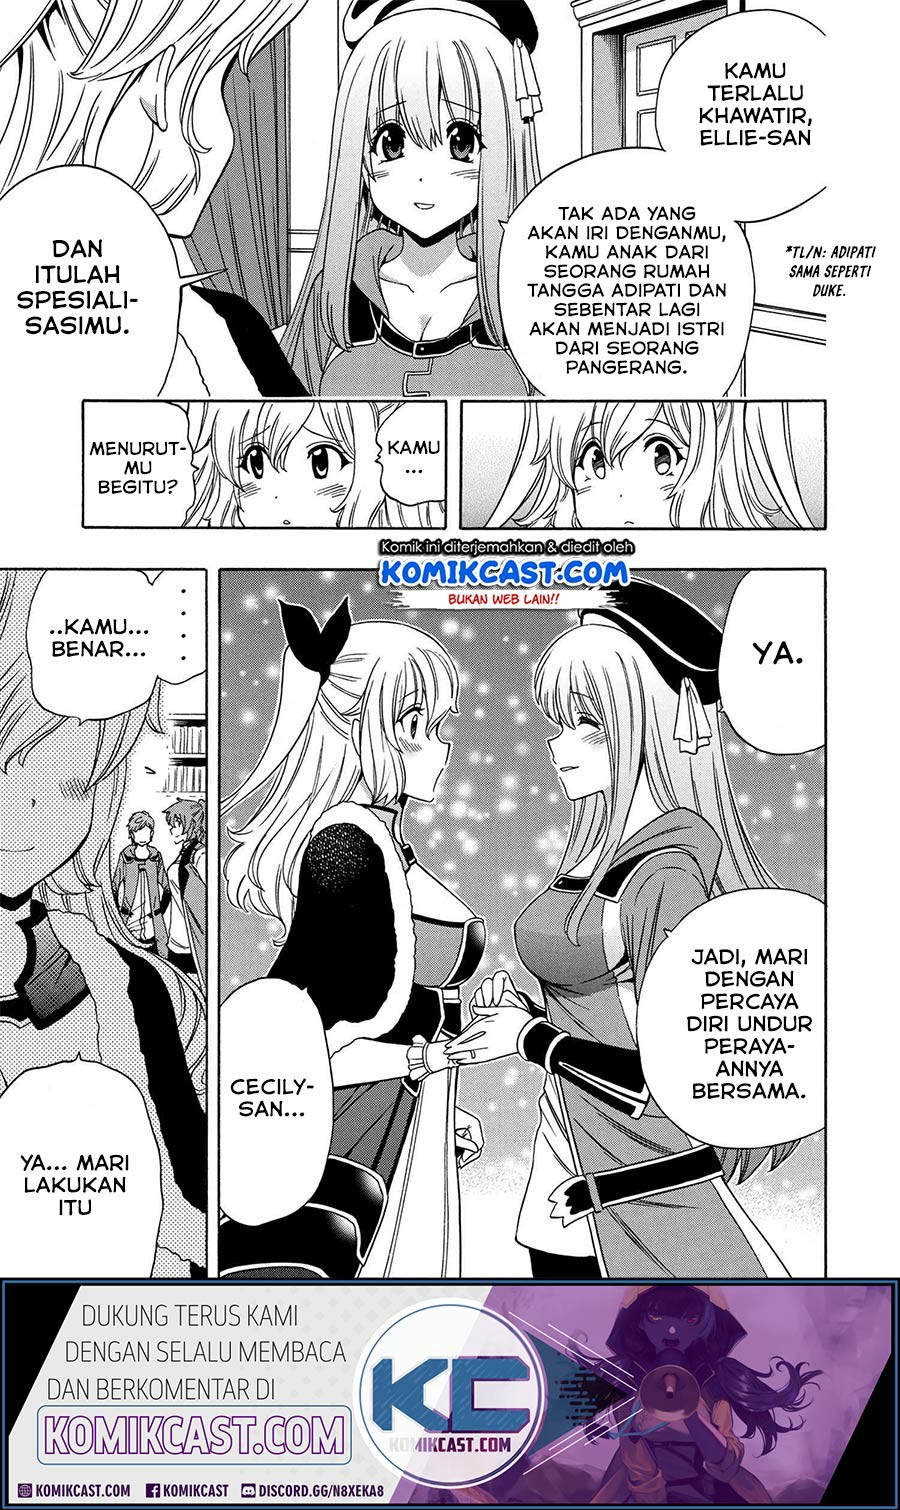 KAMU
TERLALU
KHAWATIR,
ELLIE-SAN
TAK ADA YANG
AKAN IRI DENGANMU,
KAMU ANAK DARI
SEORANG RUMAH
TANGGA ADIPATI DAN
SEBENTAR LAGI
AKAN MENJADI ISTRI
DARI SEORANG
PANGERANG.
*TL/N: ADIPATI
SAMA SEPERTI
DUKE.
DAN
ITULAH
SPESIALI-
SASIMU.
KAMU
...
MENURUT-
MU
BEGITU?
Komik ini diterjemahkan & diedit oleh
KOMIKCAST.COM
BUKAN WEB LAIN!!
YA.
JADI, MARI
DENGAN
PERCAYA
DIRI UNDUR
PERAYA-
ANNYA
BERSAMA.
CECILY-
SAN...
..KAMU...
BENAR...
YA... MARI
LAKUKAN
ITU
DUKUNG TERUS KAMI
DENGAN SELALU MEMBACA
DAN BERKOMENTAR DI
KOMIKCAST.COM
KC
KOMIKCAST.COM
KOMIKCAST.COM KOMIKCAST DISCORD.GG/N8XEKA8